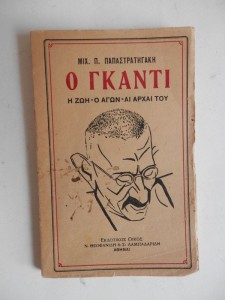 ΜΙΧ. Π. ΠΑΠΑΣΤΡΑΤΗΓΑΚΗ
Ο ΓΚΑΝΤΙ
Η ΖΩΗ·Ο ΑΓΩΝ·ΑΙ ΑΡΧΑΙ ΤΟΥ
ΕΚΔΟΤΙΚΟΣ ΟΙΚΟΣ
ΑΘΗΝΑΙ